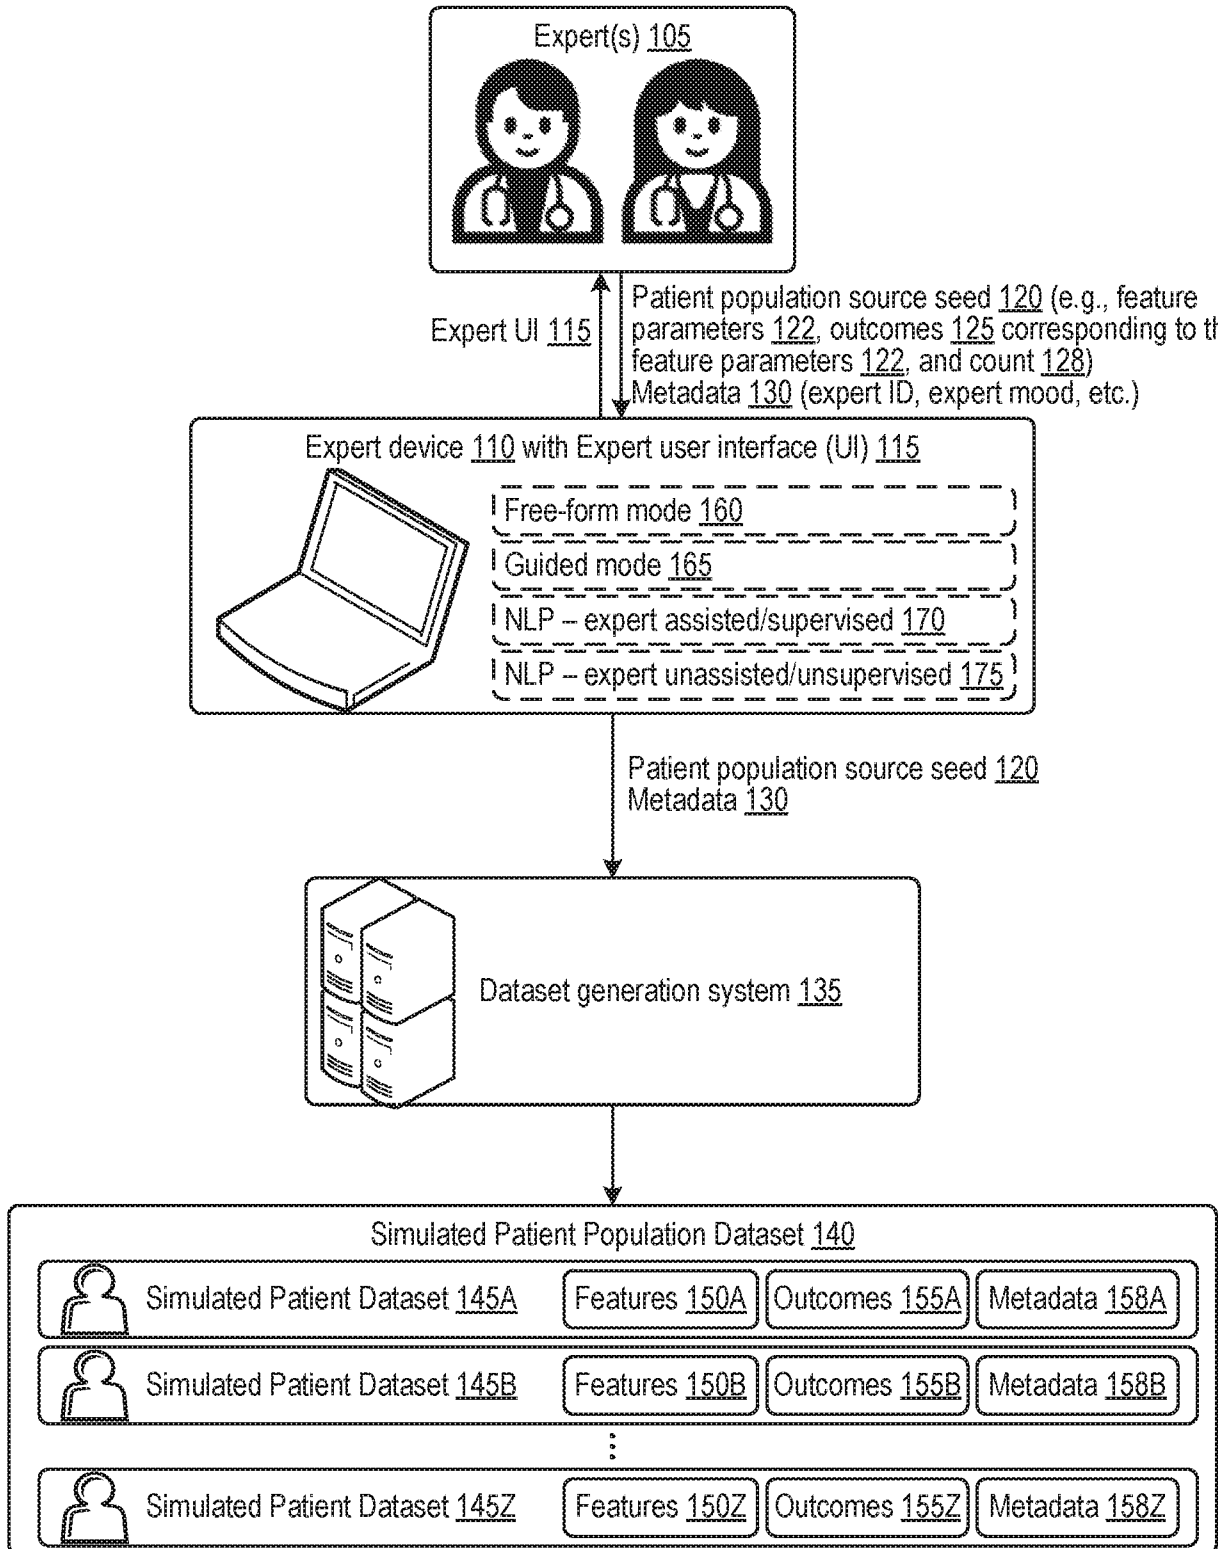 Expert(s) 105
Expert UI 115
Patient population source seed 120 (e.g., feature
parameters 122, outcomes 125 corresponding to th
feature parameters 122, and count 128)
Metadata 130 (expert ID, expert mood, etc.)
Expert device 110 with Expert user interface (UI) 115
Free-form mode 160
Guided mode 165
NLP – expert assisted/supervised 170
NLP – expert unassisted/unsupervised 175
Patient population source seed 120
Metadata 130
Dataset generation system 135
Simulated Patient Population Dataset 140
Simulated Patient Dataset 145A Features 150A Outcomes 155A Metadata 158A
Simulated Patient Dataset 145B Features 150B Outcomes 155B Metadata 158B
⋮
Simulated Patient Dataset 145Z Features 150Z Outcomes 155Z Metadata 158Z